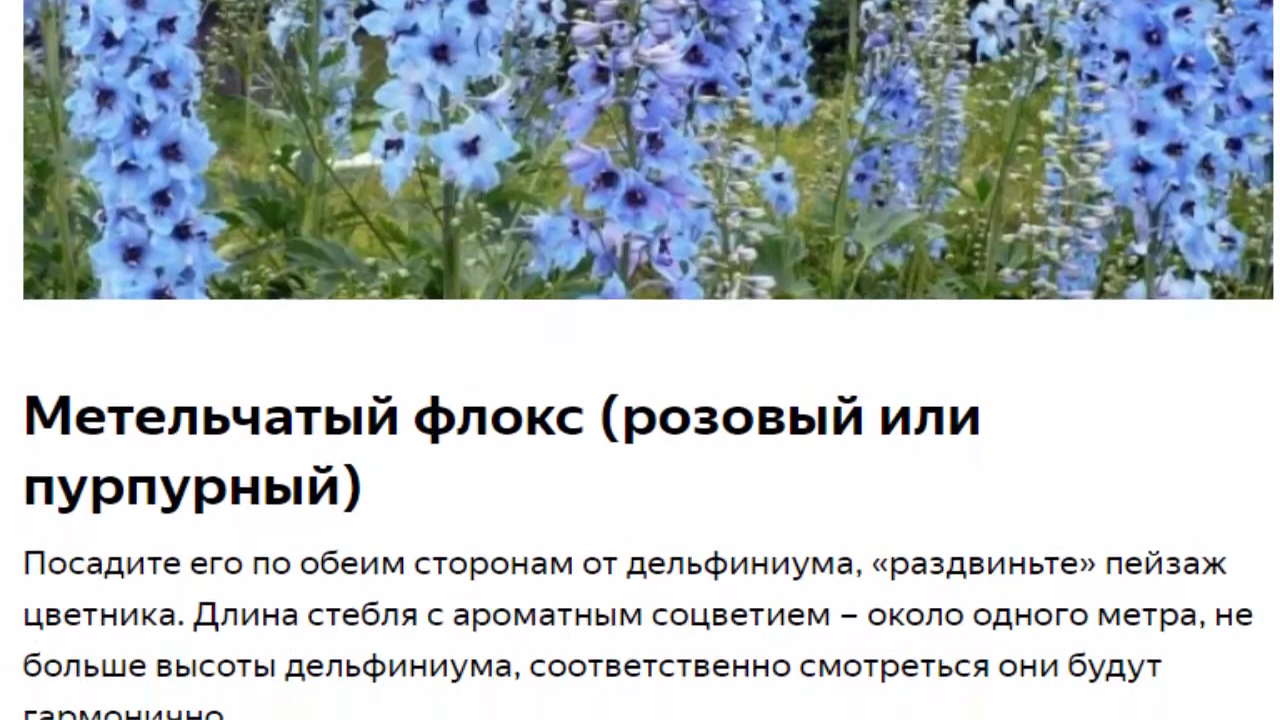 Метельчатый флокс (розовый или
пурпурный)
Посадите его по обеим сторонам от дельфиниума, «раздвиньте» пейзаж
цветника. Длина стебля с ароматным соцветием – около одного метра, не
больше высоты дельфиниума, соответственно смотреться они будут
гармонично.